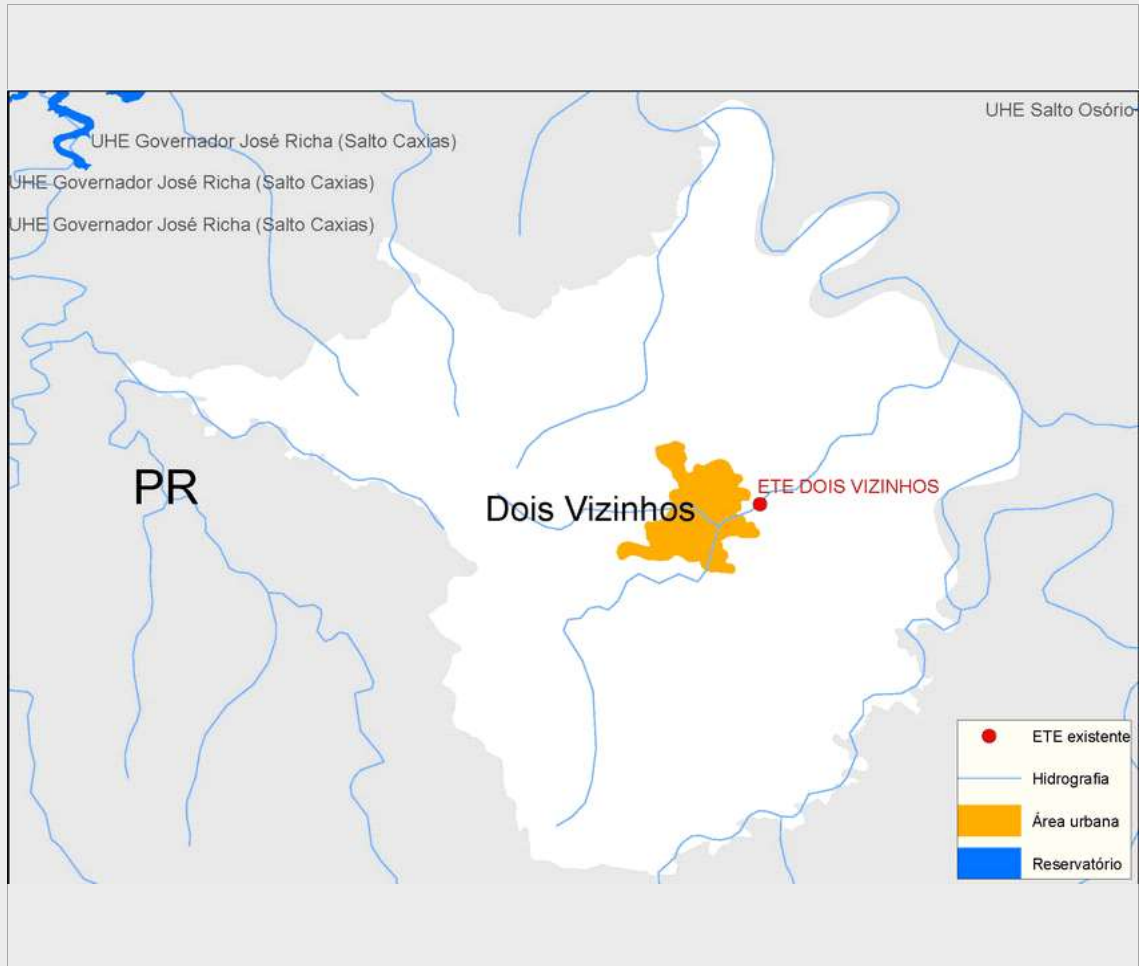 UHE Salto Osório
UHE Governador José Richa (Salto Caxias)
UHE Governador José Richa (Salto Caxias)
UHE Governador José Richa (Salto Caxias)
PR
Dois Vizinhos
ETE DOIS VIZINHOS
ETE existente
Hidrografia
Área urbana
Reservatório